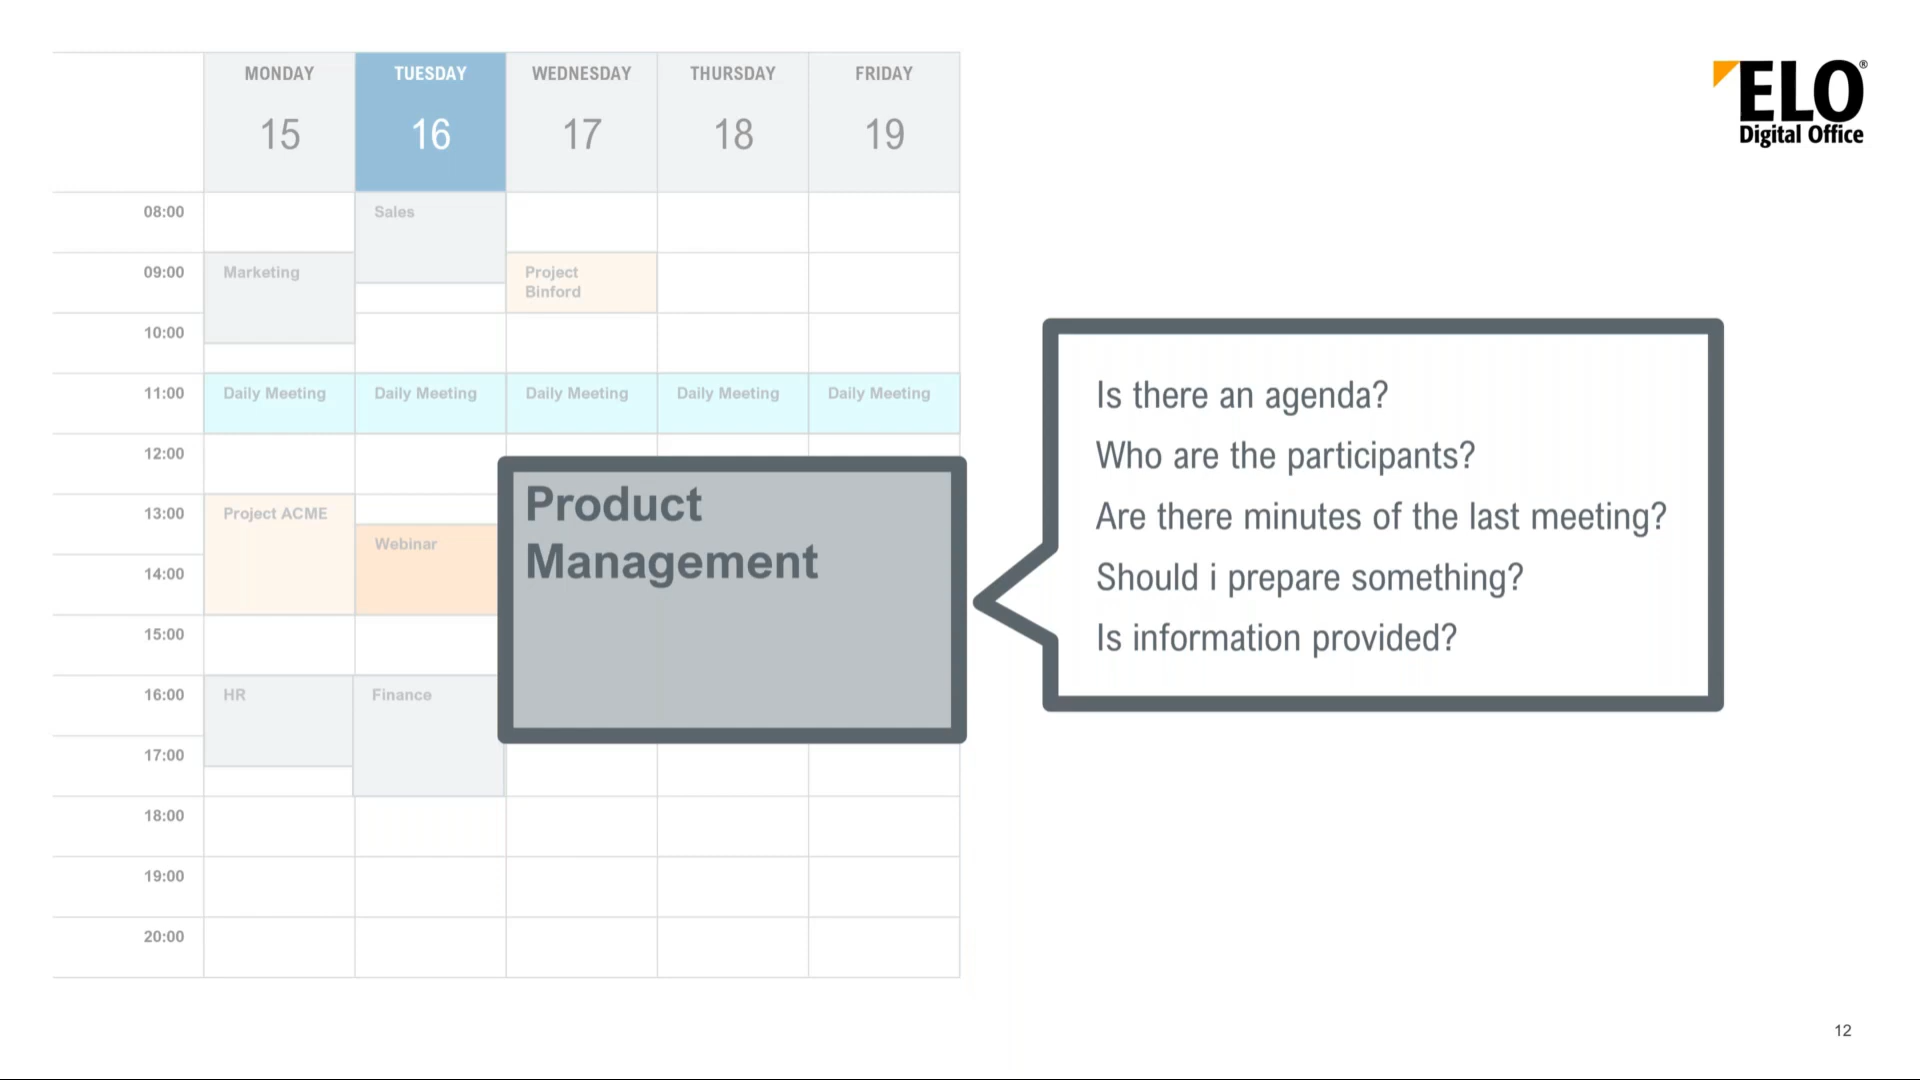 MONDAY TUESDAY WEDNESDAY THURSDAY FRIDAY
15 16 17 18 19
ELO®
Digital Office
08:00 Sales
09:00 Marketing Project
Binford
10:00
11:00 Daily Meeting Daily Meeting Daily Meeting Daily Meeting Daily Meeting
12:00
13:00 Project ACME
Webinar
14:00
15:00
16:00 HR Finance
17:00
18:00
19:00
20:00
Product
Management
Is there an agenda?
Who are the participants?
Are there minutes of the last meeting?
Should i prepare something?
Is information provided?
12